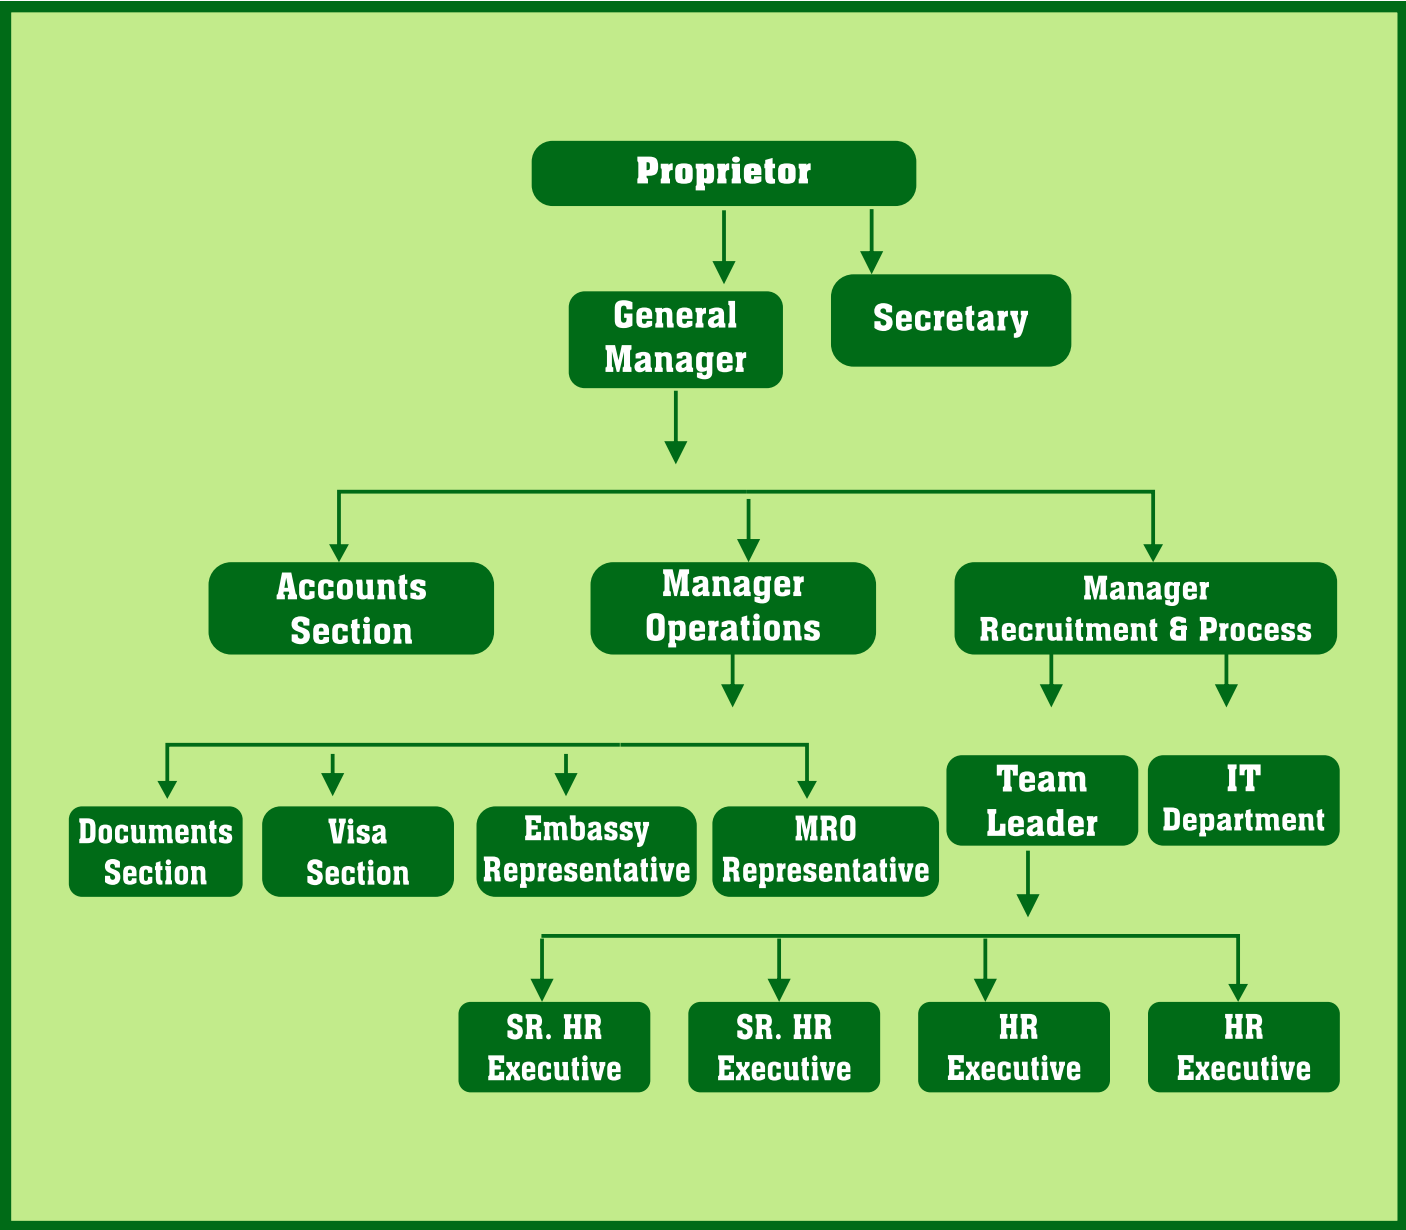 Proprietor
General
Manager
Secretary
Accounts
Section
Manager
Operations
Manager
Recruitment & Process
Documents
Section
Visa
Section
Embassy
Representative
MRO
Representative
Team
Leader
IT
Department
SR. HR
Executive
SR. HR
Executive
HR
Executive
HR
Executive